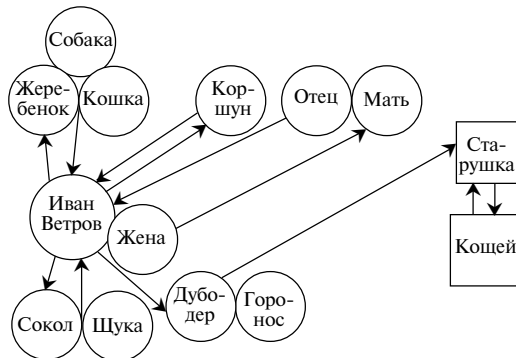 Собака
Жере-
бенок
Кошка
Кор-
шун
Отец
Мать
Ста-
рушка
Иван
Ветров
Жена
Кощей
Сокол
Щука
Дубо-
дер
Горо-
нос